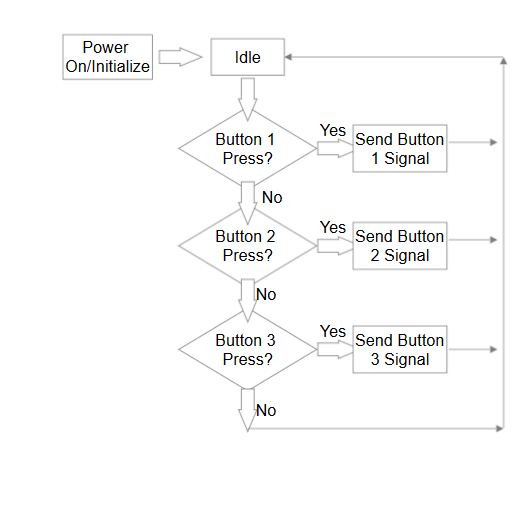 Power
On/Initialize
Idle
Button 1
Press?
Yes
Send Button
1 Signal
No
Button 2
Press?
Yes
Send Button
2 Signal
No
Button 3
Press?
Yes
Send Button
3 Signal
No